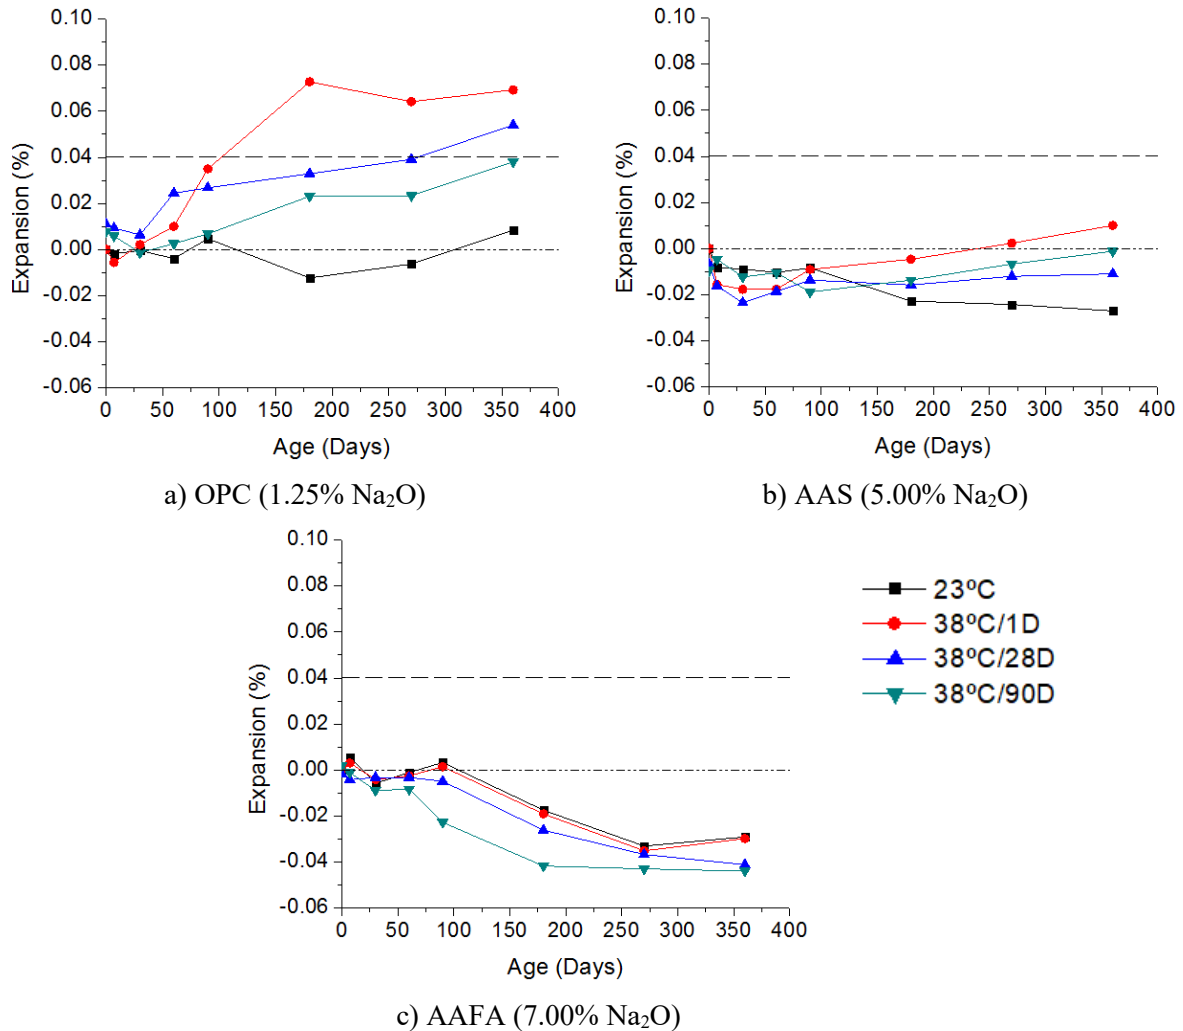 0.10
0.08
0.06
0.04
0.02
0.00
-0.02
-0.04
-0.06
Expansion (%)
0 50 100 150 200 250 300 350 400
Age (Days)
a) OPC (1.25% Na₂O)
0.10
0.08
0.06
0.04
0.02
0.00
-0.02
-0.04
-0.06
Expansion (%)
0 50 100 150 200 250 300 350 400
Age (Days)
b) AAS (5.00% Na₂O)
0.10
0.08
0.06
0.04
0.02
0.00
-0.02
-0.04
-0.06
Expansion (%)
0 50 100 150 200 250 300 350 400
Age (Days)
c) AAFA (7.00% Na₂O)
23ºC
38ºC/1D
38ºC/28D
38ºC/90D